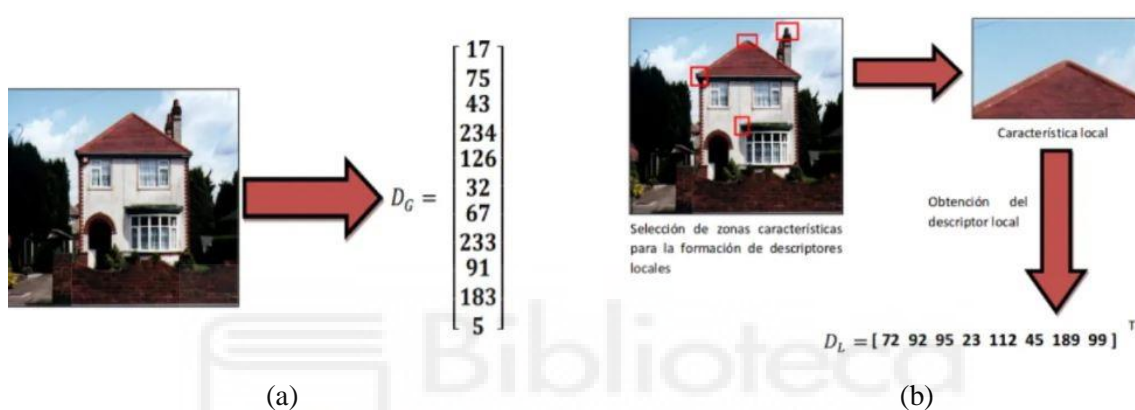 17
75
43
234
126
D_G =
32
67
233
91
183
5
(a)
Selección de zonas características
para la formación de descriptores
locales
Característica local
Obtención del
descriptor local
D_L = [ 72 92 95 23 112 45 189 99 ] T
(b)
Biblioteca